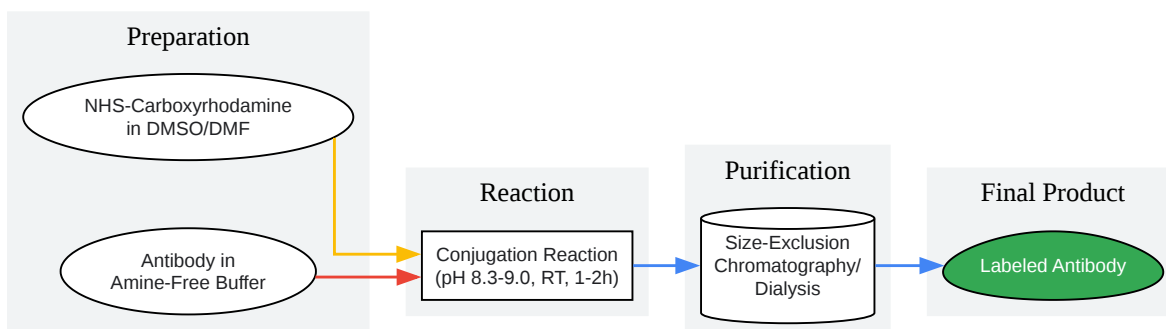 Preparation
NHS-Carboxyrhodamine
in DMSO/DMF
Antibody in
Amine-Free Buffer
Reaction
Conjugation Reaction
(pH 8.3-9.0, RT, 1-2h)
Purification
Size-Exclusion
Chromatography/
Dialysis
Final Product
Labeled Antibody